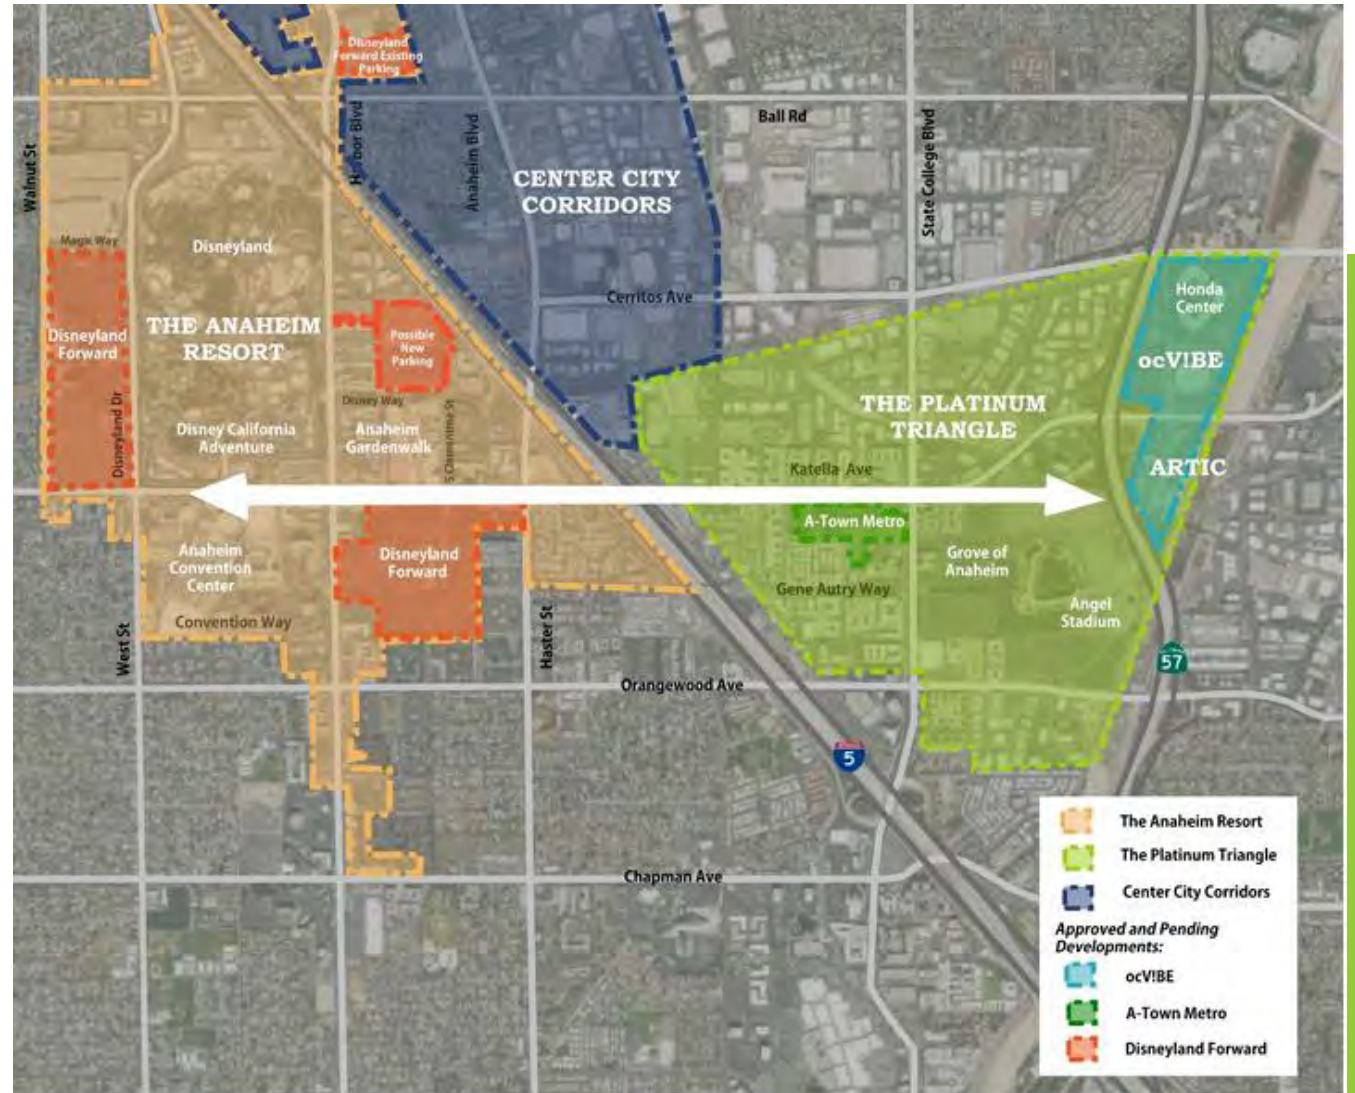 Disneyland
Forward Existing
Parking
Ball Rd
Walnut St
Harbor Blvd
Anaheim Blvd
State College Blvd
CENTER CITY
CORRIDORS
Magic Way
Disneyland
Cerritos Ave
Honda
Center
THE ANAHEIM
RESORT
Disneyland
Forward
Possible
New
Parking
ocV!BE
Disney Way
S Clementine St
Disneyland Dr
Disney California
Adventure
Anaheim
Gardenwalk
THE PLATINUM
TRIANGLE
Katella Ave
ARTIC
A-Town Metro
Anaheim
Convention
Center
Disneyland
Forward
Grove of
Anaheim
Gene Autry Way
Angel
Stadium
Convention Way
West St
Haster St
57
Orangewood Ave
5
Chapman Ave
The Anaheim Resort
The Platinum Triangle
Center City Corridors
Approved and Pending
Developments:
ocV!BE
A-Town Metro
Disneyland Forward